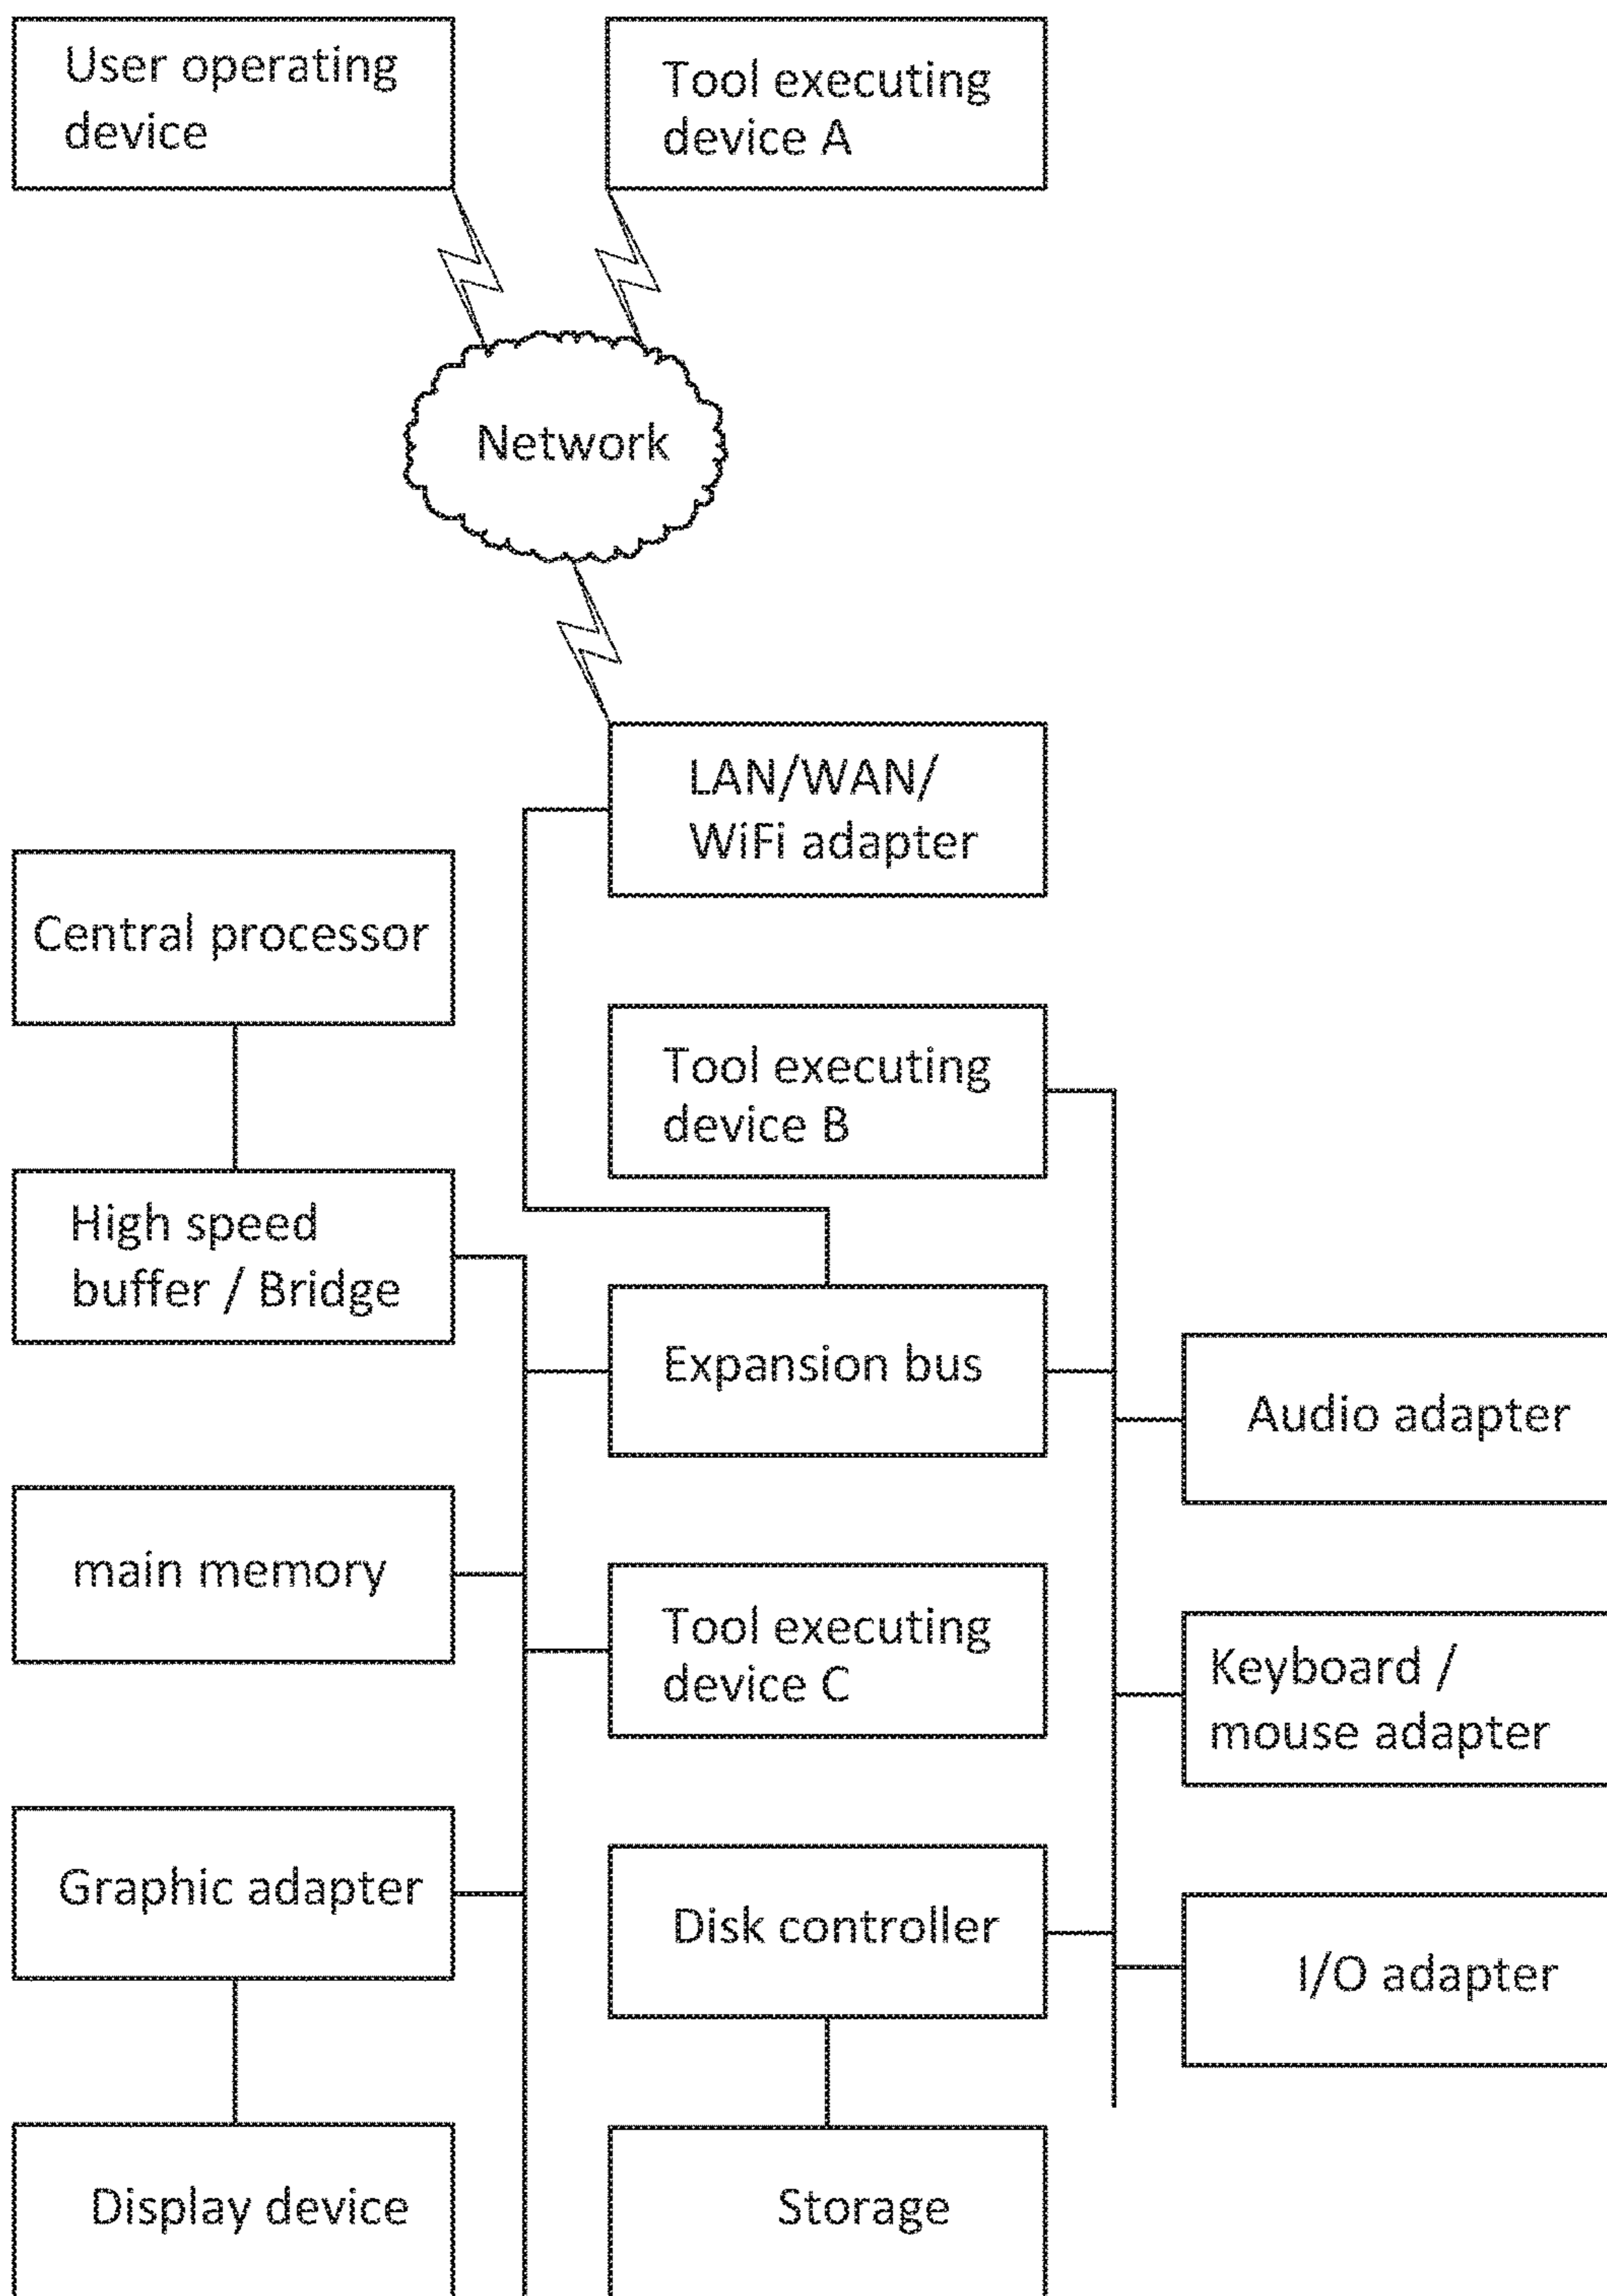 User operating
device
Tool executing
device A
Network
LAN/WAN/
WiFi adapter
Central processor
Tool executing
device B
High speed
buffer / Bridge
Expansion bus
Audio adapter
main memory
Tool executing
device C
Keyboard /
mouse adapter
Graphic adapter
Disk controller
I/O adapter
Display device
Storage